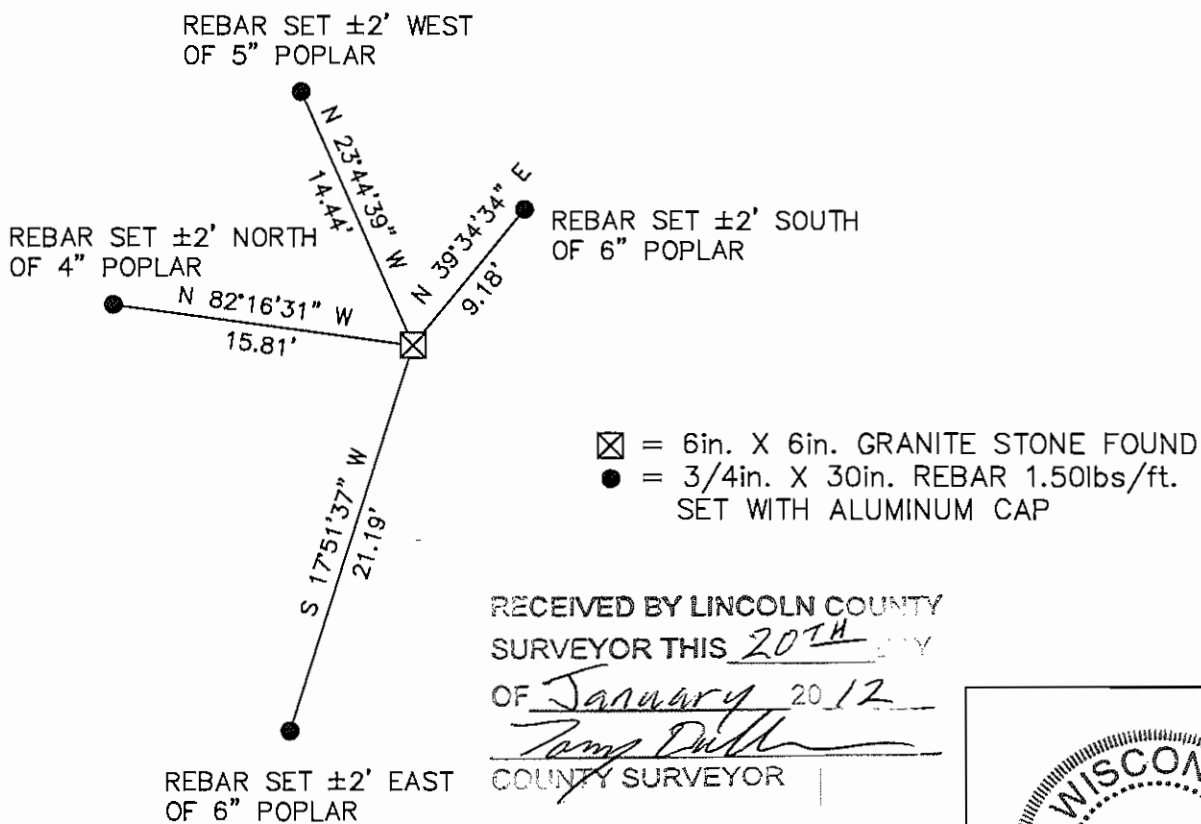 REBAR SET ±2' WEST
OF 5" POPLAR
N 23°44'39" W
14.44'
N 39°34'34" E
9.18'
REBAR SET ±2' SOUTH
OF 6" POPLAR
REBAR SET ±2' NORTH
OF 4" POPLAR
N 82°16'31" W
15.81'
S 17°51'37" W
21.19'
REBAR SET ±2' EAST
OF 6" POPLAR
= 6in. X 6in. GRANITE STONE FOUND
= 3/4in. X 30in. REBAR 1.50lbs/ft.
SET WITH ALUMINUM CAP
RECEIVED BY LINCOLN COUNTY
SURVEYOR THIS 20TH DAY
OF January 2012
COUNTY SURVEYOR
WISCON